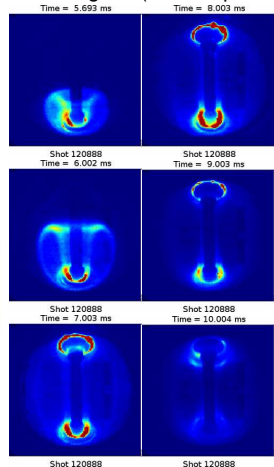 Time = 5.693 ms
Time = 8.003 ms
Shot 120888
Time = 6.002 ms
Shot 120888
Time = 9.003 ms
Shot 120888
Time = 7.003 ms
Shot 120888
Time = 10.004 ms
Shot 120888
Shot 120888